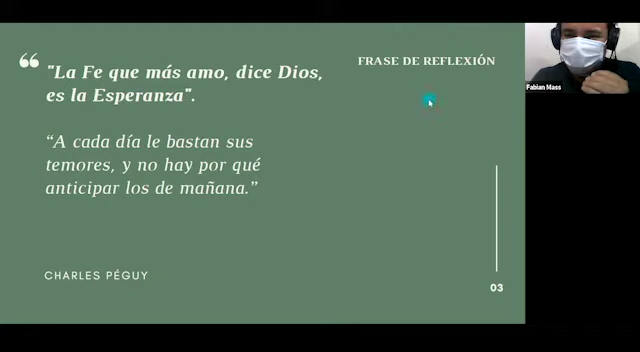 “
"La Fe que más amo, dice Dios,
es la Esperanza".
FRASE DE REFLEXIÓN
“A cada día le bastan sus
temores, y no hay por qué
anticipar los de mañana.”
CHARLES PÉGUY
03
Fabian Mass